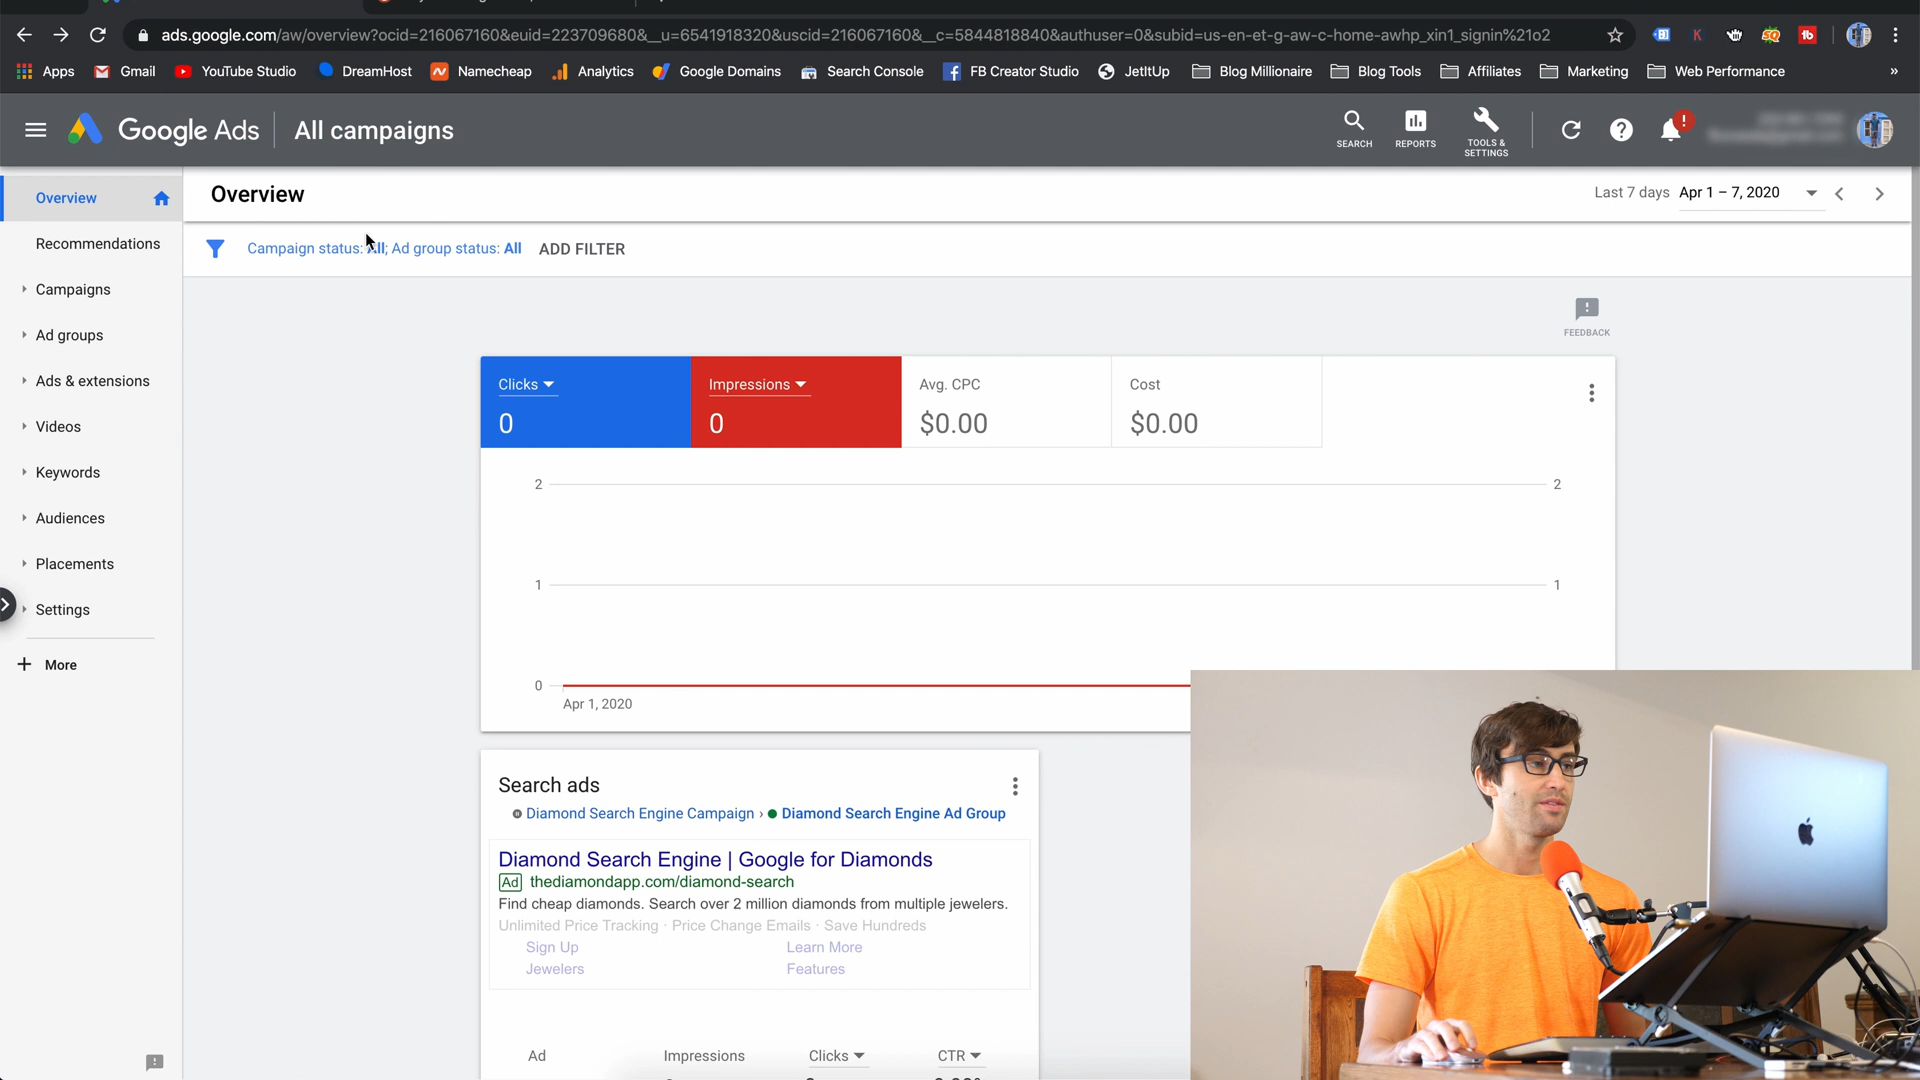 ads.google.com/aw/overview?ocid=216067160&euid=223709680&__u=6541918320&uscid=216067160&__c=5844818840&authuser=0&subid=us-en-et-g-aw-c-home-awhp_xin1_signin%21o2
Apps Gmail YouTube Studio DreamHost Namecheap Analytics Google Domains Search Console FB Creator Studio JetItUp Blog Millionaire Blog Tools Affiliates Marketing Web Performance »
Google Ads All campaigns
SEARCH REPORTS TOOLS & SETTINGS
Overview
Recommendations
Campaigns
Ad groups
Ads & extensions
Videos
Keywords
Audiences
Placements
Settings
+ More
Overview
Last 7 days Apr 1 – 7, 2020
Campaign status: All; Ad group status: All ADD FILTER
FEEDBACK
Clicks Impressions Avg. CPC Cost
0 0 $0.00 $0.00
2 2
1 1
0
Apr 1, 2020
Search ads
Diamond Search Engine Campaign › Diamond Search Engine Ad Group
Diamond Search Engine | Google for Diamonds
Ad thediamondapp.com/diamond-search
Find cheap diamonds. Search over 2 million diamonds from multiple jewelers.
Unlimited Price Tracking · Price Change Emails · Save Hundreds
Sign Up Learn More
Jewelers Features
Ad Impressions Clicks CTR